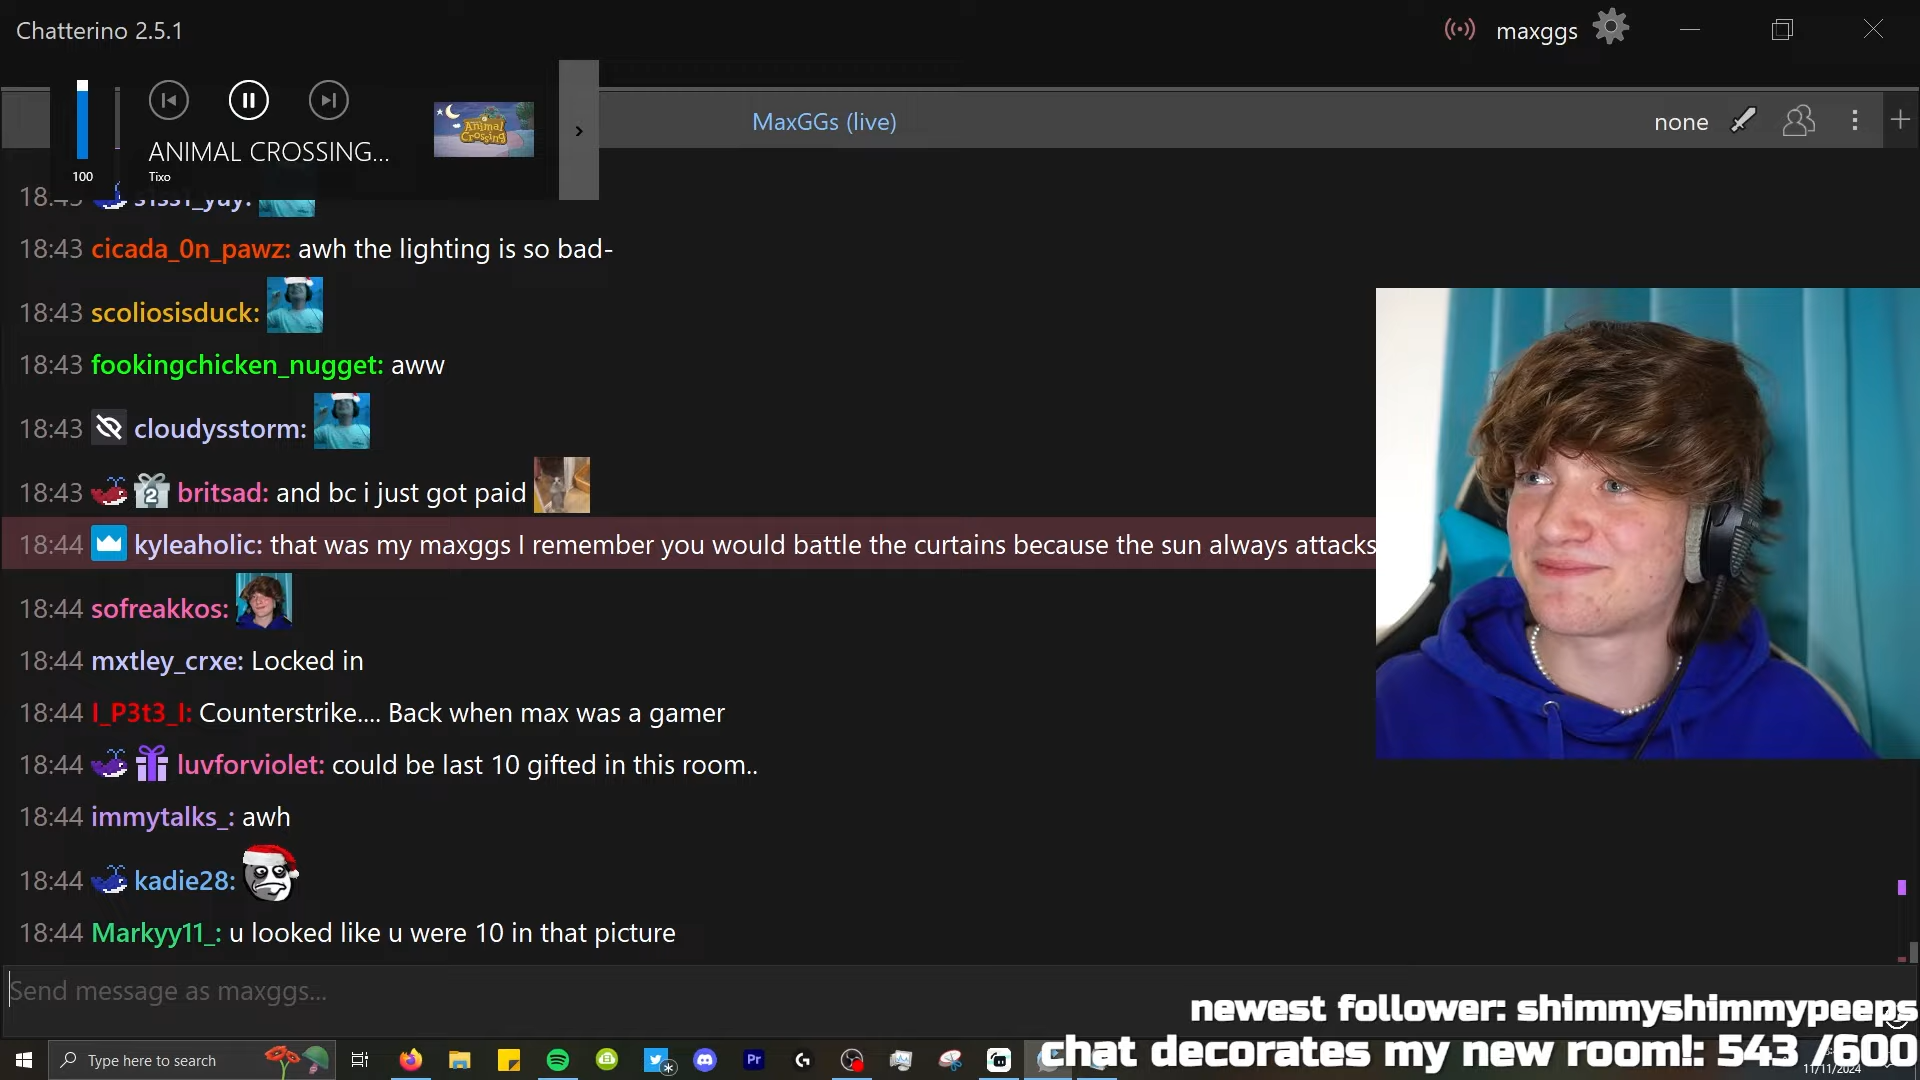 Chatterino 2.5.1
maxggs
ANIMAL CROSSING...
Tixo
100
Animal Crossing
MaxGGs (live)
none
s1ss1_yay:
18:43 cicada_0n_pawz: awh the lighting is so bad-
18:43 scoliosisduck:
18:43 fookingchicken_nugget: aww
18:43 cloudysstorm:
18:43 2 britsad: and bc i just got paid
18:44 kyleaholic: that was my maxggs I remember you would battle the curtains because the sun always attacks
18:44 sofreakkos:
18:44 mxtley_crxe: Locked in
18:44 I_P3t3_I: Counterstrike.... Back when max was a gamer
18:44 luvforviolet: could be last 10 gifted in this room..
18:44 immytalks_: awh
18:44 kadie28:
18:44 Markyy11_: u looked like u were 10 in that picture
Send message as maxggs...
newest follower: shimmyshimmypeeps
chat decorates my new room!: 543 /600
Type here to search
Pr
11/11/2024